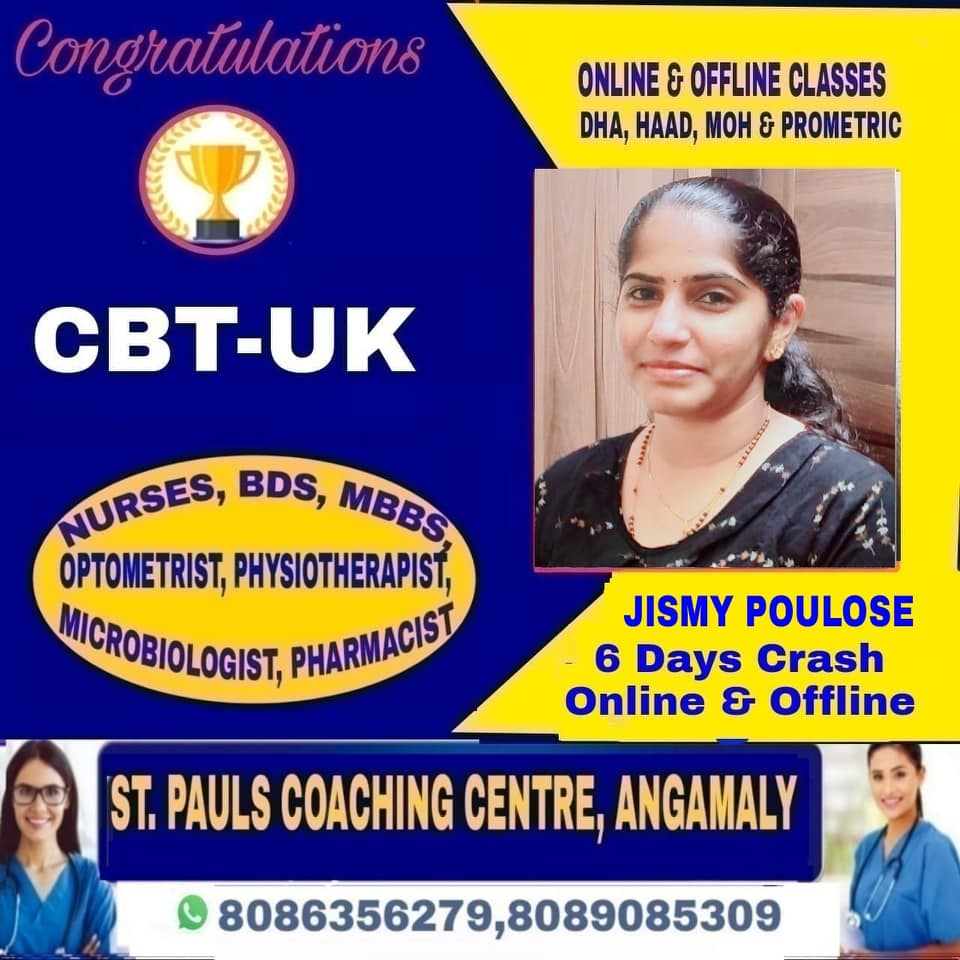 Congratulations
ONLINE & OFFLINE CLASSES
DHA, HAAD, MOH & PROMETRIC
CBT-UK
NURSES, BDS, MBBS,
OPTOMETRIST, PHYSIOTHERAPIST,
MICROBIOLOGIST, PHARMACIST
JISMY POULOSE
6 Days Crash
Online & Offline
ST. PAULS COACHING CENTRE, ANGAMALY
8086356279,8089085309